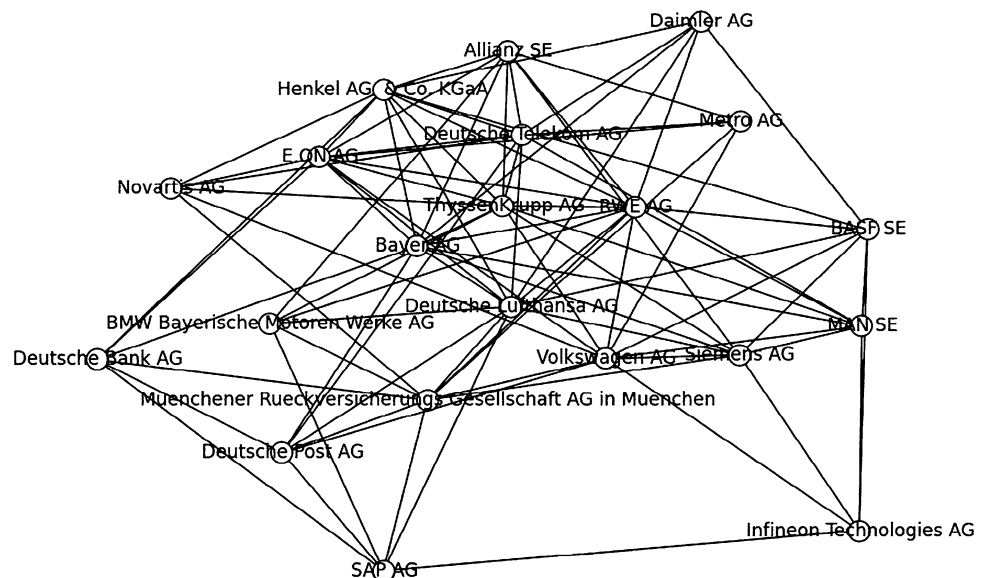 Daimler AG
Allianz SE
Henkel AG & Co. KGaA
Metro AG
Deutsche Telekom AG
E.ON AG
Novartis AG
ThyssenKrupp AG
RWE AG
BASF SE
Bayer AG
Deutsche Lufthansa AG
BMW Bayerische Motoren Werke AG
MAN SE
Deutsche Bank AG
Volkswagen AG
Siemens AG
Muenchener Rueckversicherungs Gesellschaft AG in Muenchen
Deutsche Post AG
Infineon Technologies AG
SAP AG